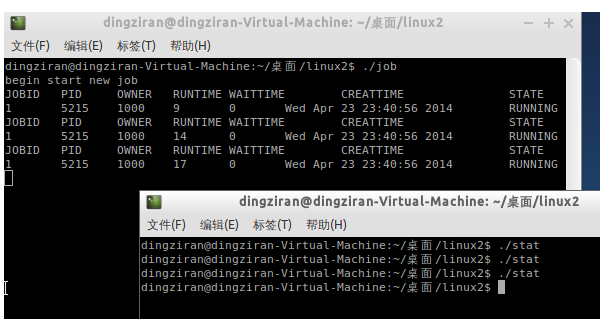 dingziran@dingziran-Virtual-Machine: ~/桌面/linux2
文件(F) 编辑(E) 标签(T) 帮助(H)
dingziran@dingziran-Virtual-Machine:~/桌面/linux2$ ./job
begin start new job
JOBID PID OWNER RUNTIME WAITTIME CREATTIME STATE
1 5215 1000 9 0 Wed Apr 23 23:40:56 2014 RUNNING
JOBID PID OWNER RUNTIME WAITTIME CREATTIME STATE
1 5215 1000 14 0 Wed Apr 23 23:40:56 2014 RUNNING
JOBID PID OWNER RUNTIME WAITTIME CREATTIME STATE
1 5215 1000 17 0 Wed Apr 23 23:40:56 2014 RUNNING
dingziran@dingziran-Virtual-Machine: ~/桌面/linux2
文件(F) 编辑(E) 标签(T) 帮助(H)
dingziran@dingziran-Virtual-Machine:~/桌面/linux2$ ./stat
dingziran@dingziran-Virtual-Machine:~/桌面/linux2$ ./stat
dingziran@dingziran-Virtual-Machine:~/桌面/linux2$ ./stat
dingziran@dingziran-Virtual-Machine:~/桌面/linux2$